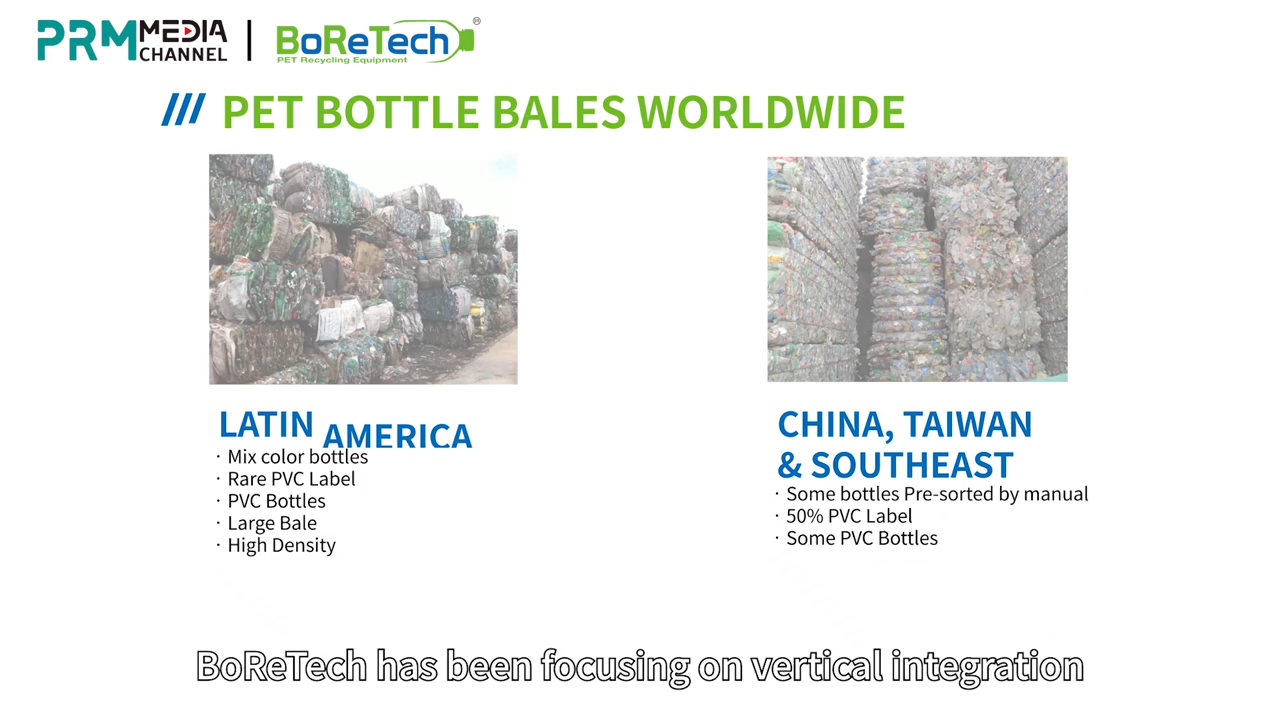 PRM MEDIA CHANNEL | BoReTech ®
PET Recycling Equipment
/// PET BOTTLE BALES WORLDWIDE
LATIN AMERICA
· Mix color bottles
· Rare PVC Label
· PVC Bottles
· Large Bale
· High Density
CHINA, TAIWAN
& SOUTHEAST
· Some bottles Pre-sorted by manual
· 50% PVC Label
· Some PVC Bottles
BoReTech has been focusing on vertical integration